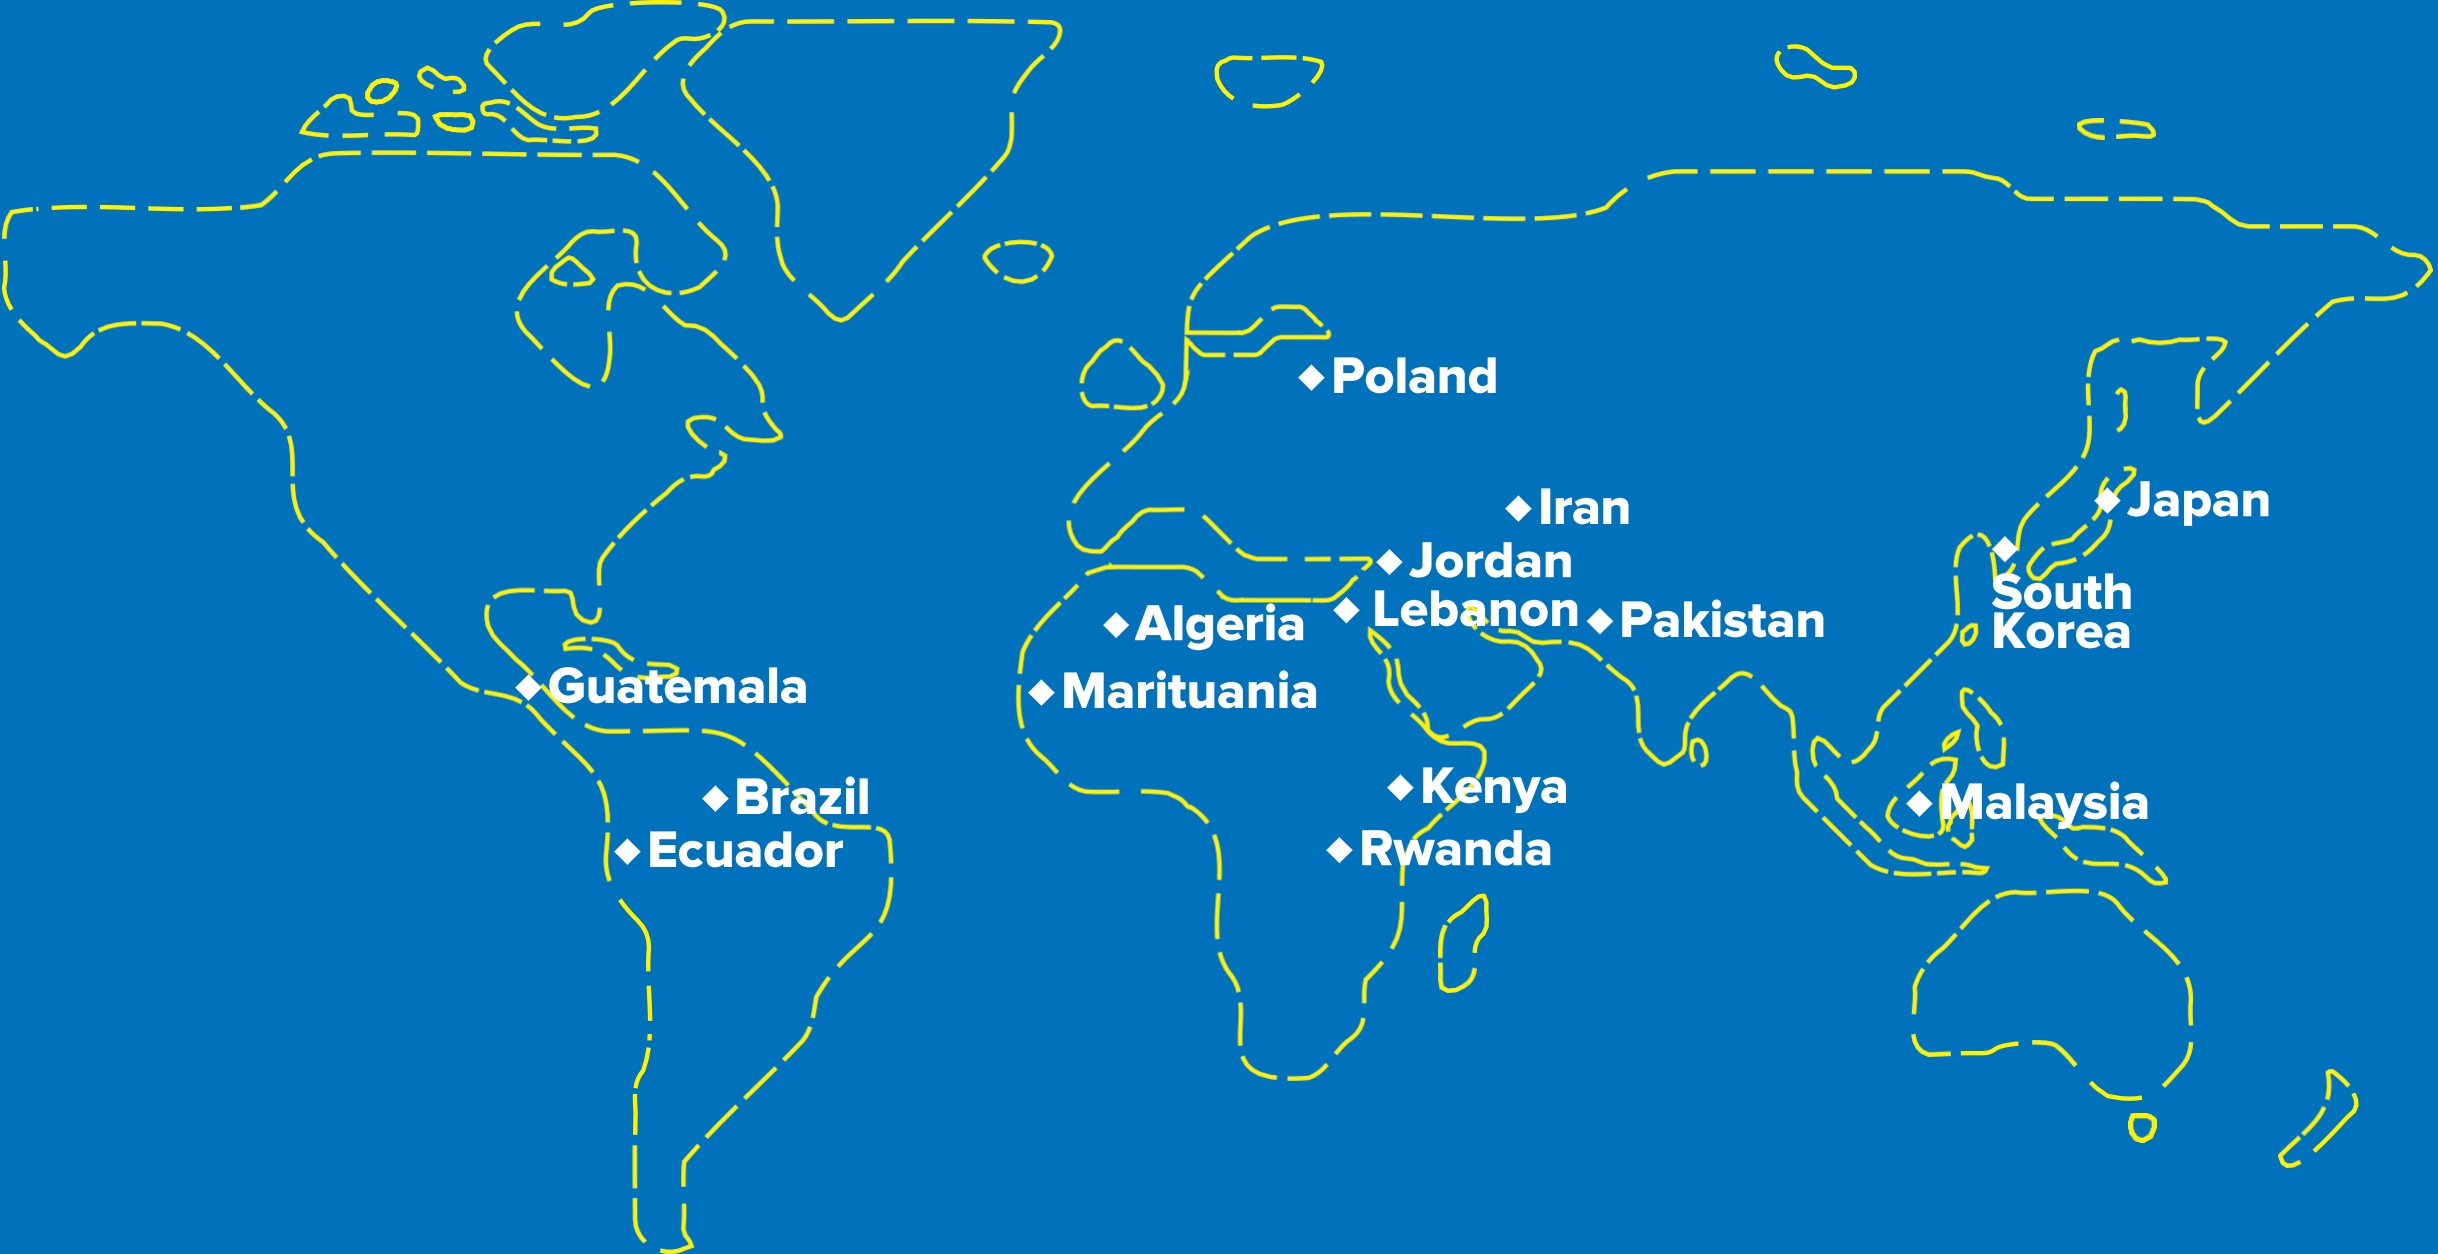 Poland
Iran
Japan
Jordan
South
Korea
Lebanon
Algeria
Pakistan
Guatemala
Marituania
Brazil
Kenya
Malaysia
Ecuador
Rwanda